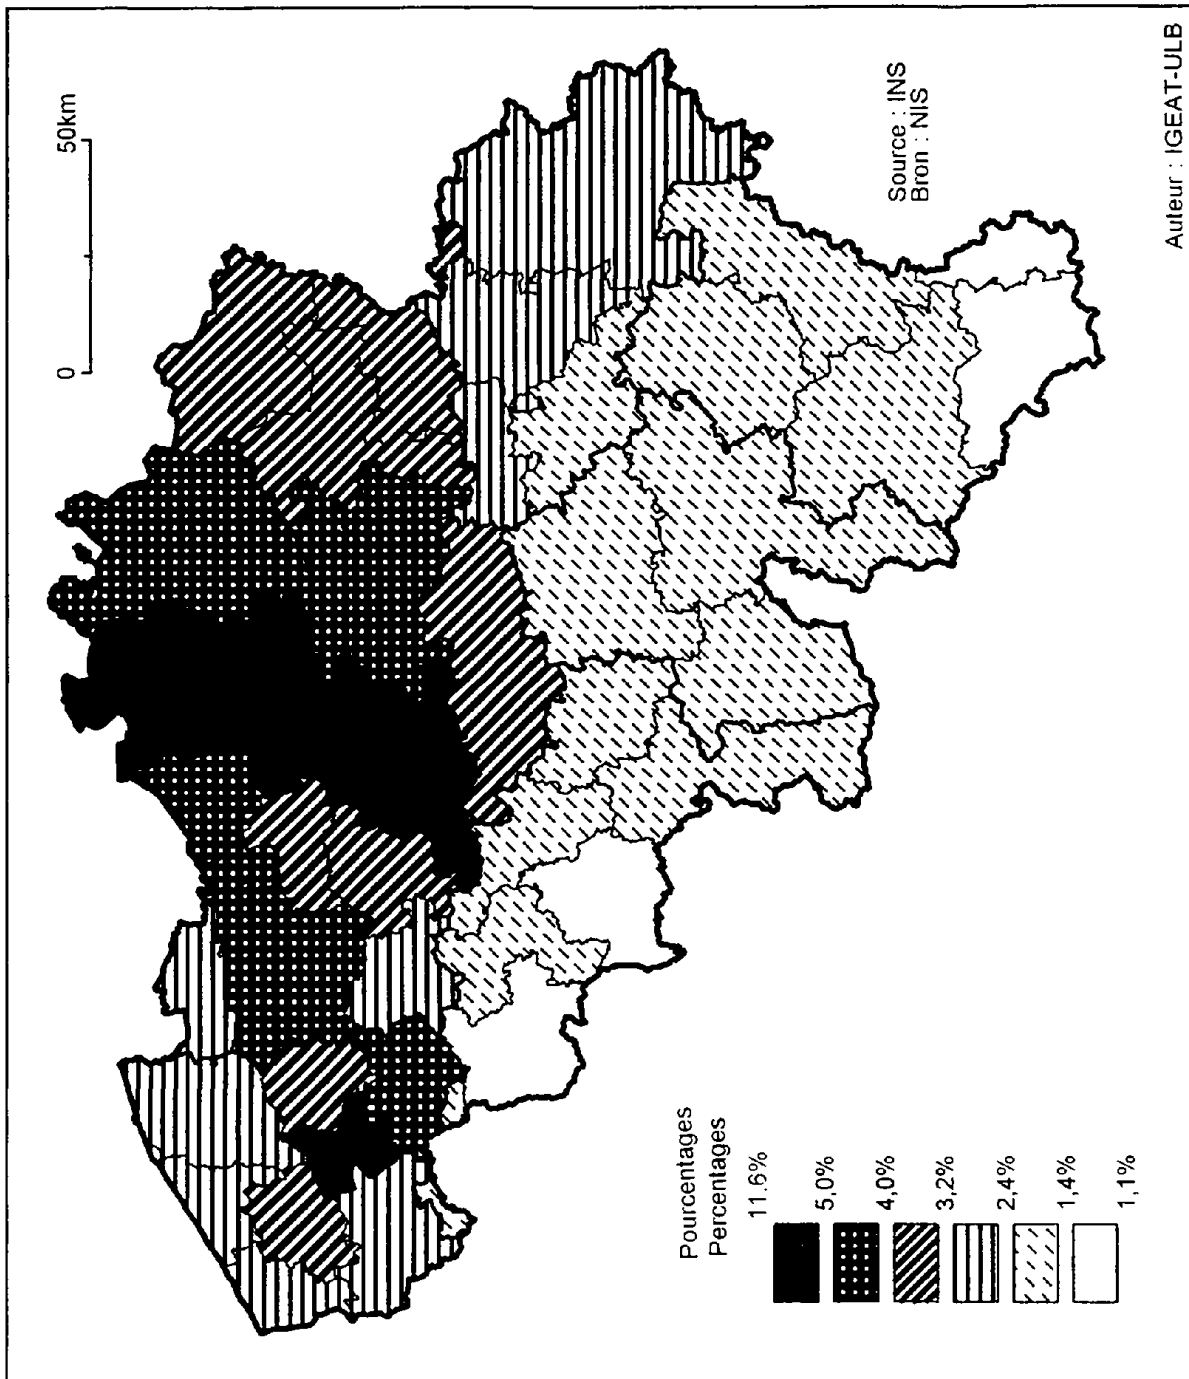 0
50km
Source : INS
Bron : NIS
Auteur : IGEAT-ULB
Pourcentages
Percentages
11.6%
5,0%
4,0%
3,2%
2,4%
1,4%
1,1%